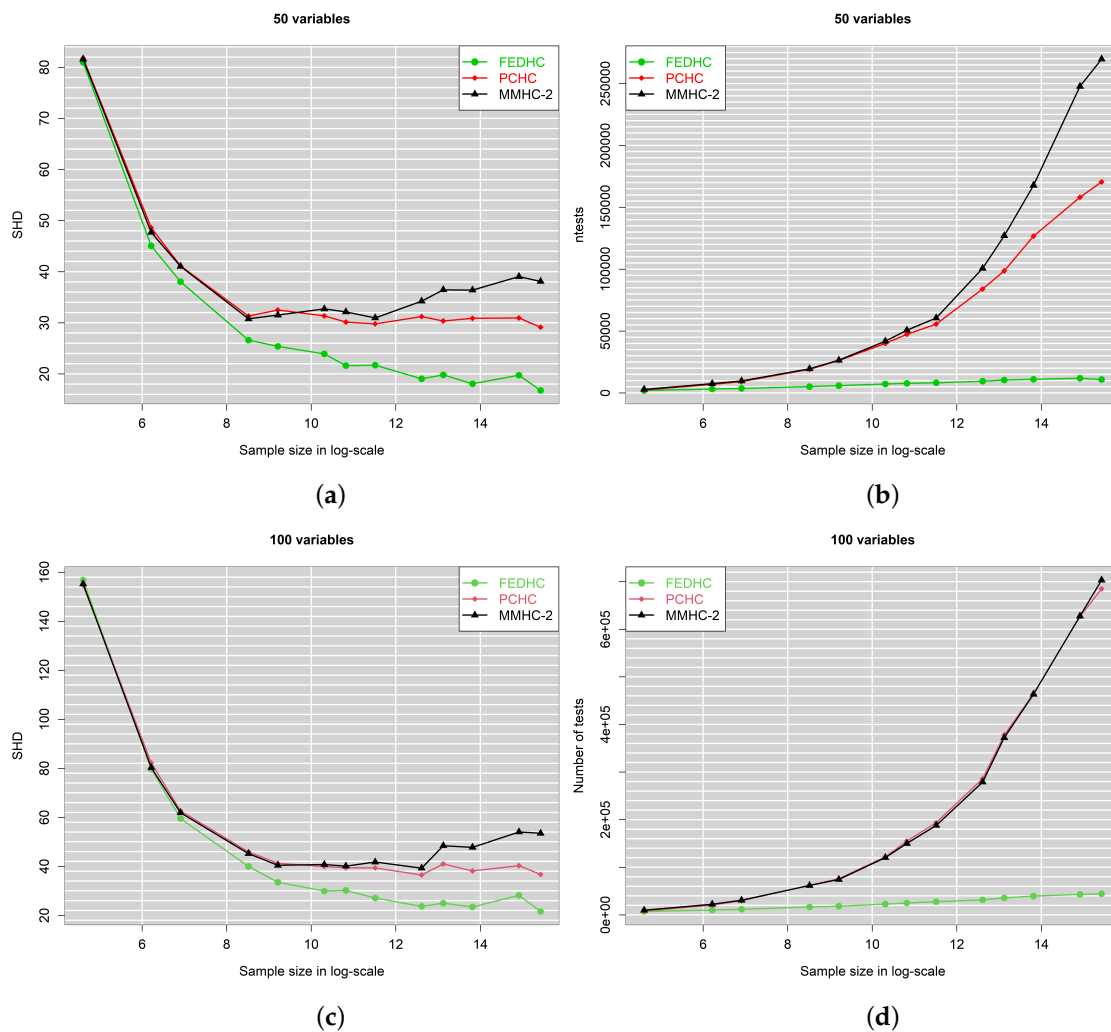 50 variables
FEDHC
PCHC
MMHC-2
80
70
60
50
40
30
20
SHD
6 8 10 12 14
Sample size in log-scale
(a)
50 variables
FEDHC
PCHC
MMHC-2
250000
200000
150000
100000
50000
0
ntests
6 8 10 12 14
Sample size in log-scale
(b)
100 variables
FEDHC
PCHC
MMHC-2
160
140
120
100
80
60
40
20
SHD
6 8 10 12 14
Sample size in log-scale
(c)
100 variables
FEDHC
PCHC
MMHC-2
6e+05
4e+05
2e+05
0e+00
Number of tests
6 8 10 12 14
Sample size in log-scale
(d)